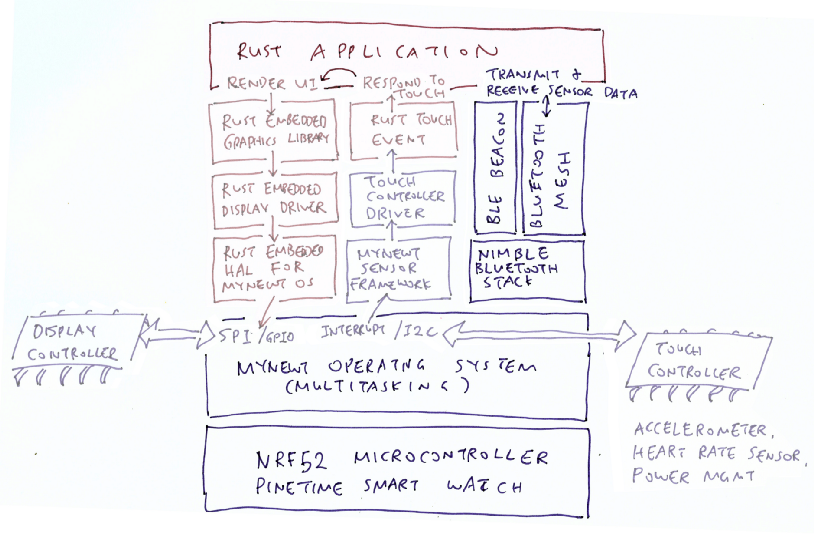 RUST APPLICATION
RENDER UI
RESPOND TO
TOUCH
TRANSMIT &
RECEIVE SENSOR DATA
RUST EMBEDDED
GRAPHICS LIBRARY
RUST TOUCH
EVENT
BLE BEACON
BLUETOOTH
MESH
RUST EMBEDDED
DISPLAY DRIVER
TOUCH
CONTROLLER
DRIVER
RUST EMBEDDED
HAL FOR
MYNEWT OS
MYNEWT
SENSOR
FRAMEWORK
NIMBLE
BLUETOOTH
STACK
DISPLAY
CONTROLLER
SPI/GPIO
INTERRUPT/I2C
TOUCH
CONTROLLER
MYNEWT OPERATING SYSTEM
(MULTITASKING)
ACCELEROMETER,
HEART RATE SENSOR,
POWER MGMT
NRF52 MICROCONTROLLER
PINETIME SMART WATCH